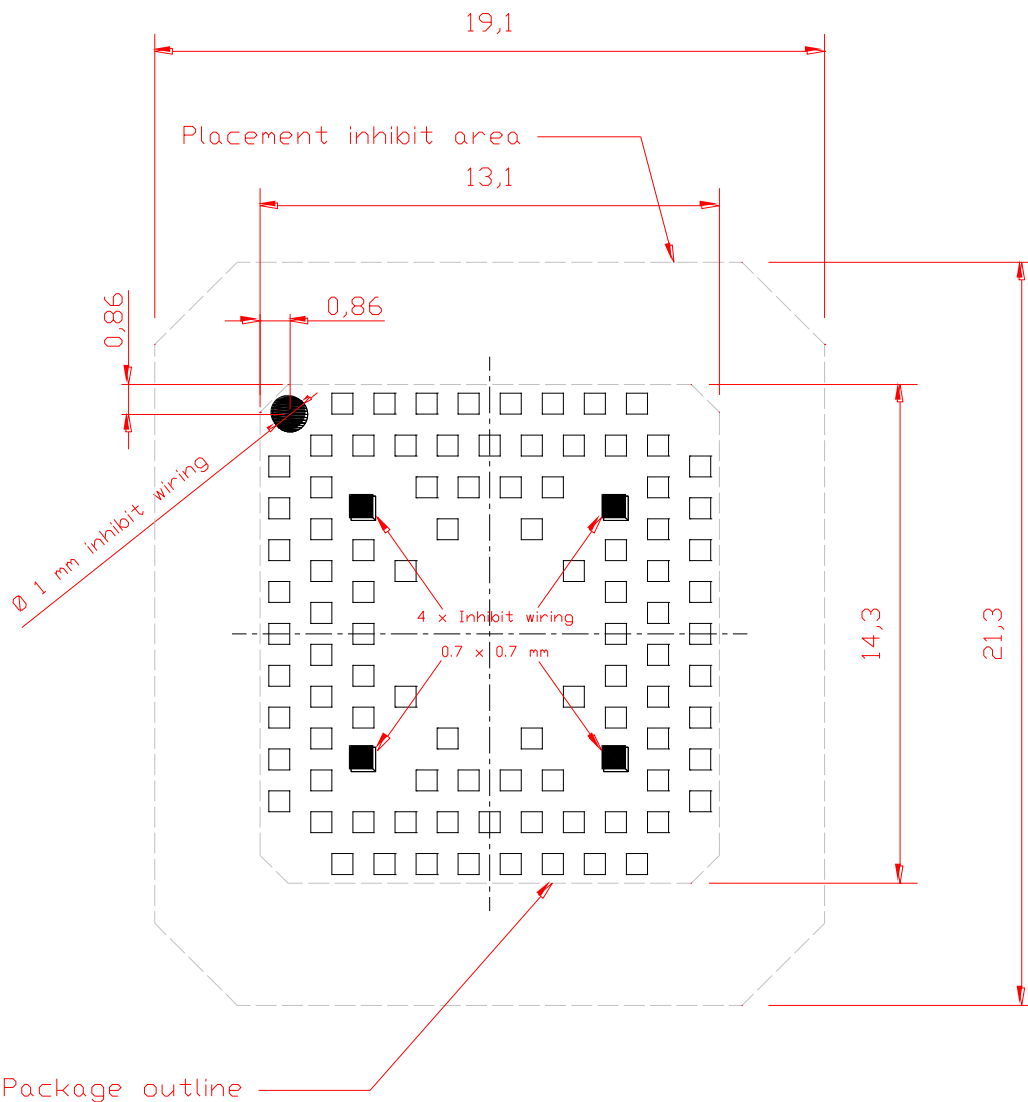 19,1
Placement inhibit area
13,1
0,86
0,86
Ø 1 mm inhibit wiring
4 x Inhibit wiring
0.7 x 0.7 mm
14,3
21,3
Package outline